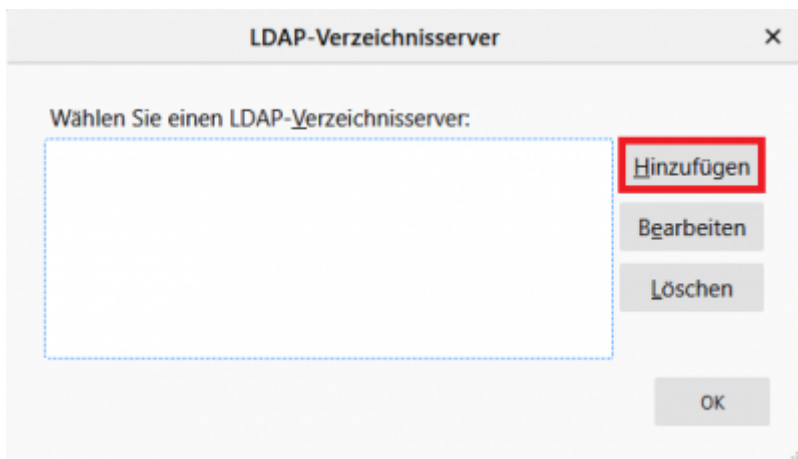 LDAP-Verzeichnisserver
Wählen Sie einen LDAP-Verzeichnisserver:
Hinzufügen
Bearbeiten
Löschen
OK